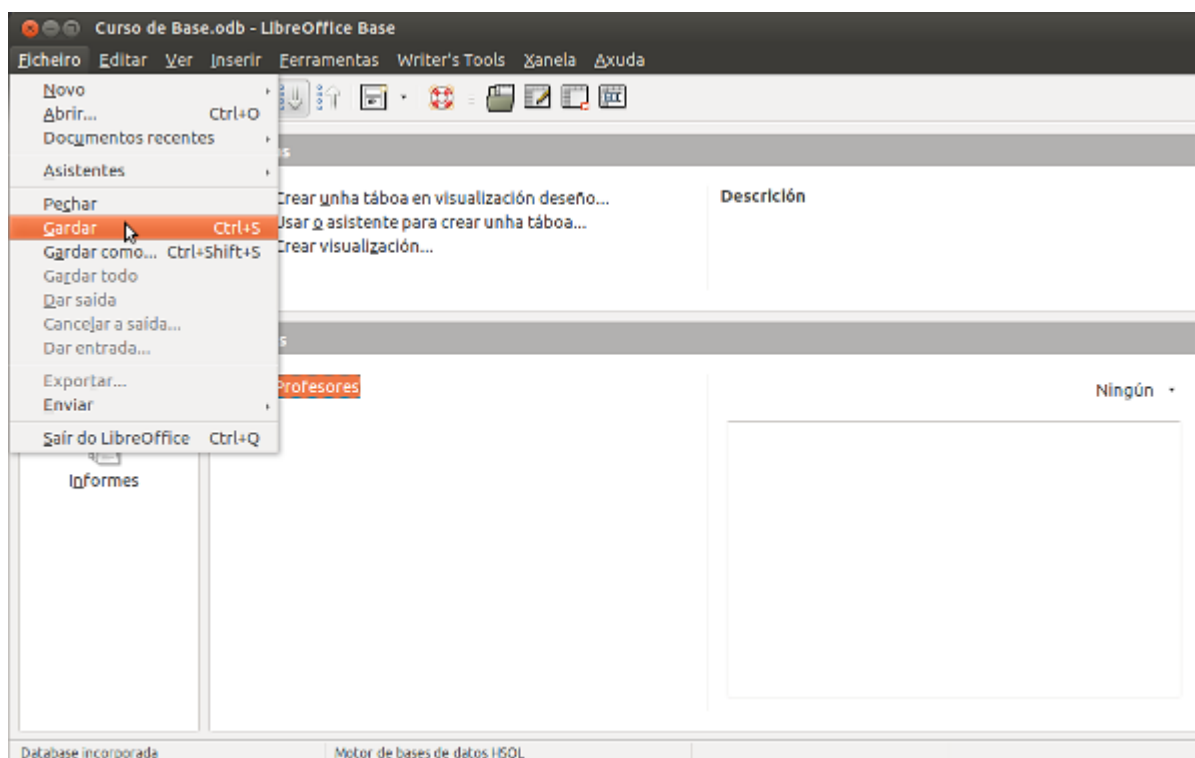 Curso de Base.odb - LibreOffice Base
Ficheiro Editar Ver Inserir Ferramentas Writer's Tools Xanela Axuda
Novo
Abrir... Ctrl+O
Documentos recentes
Asistentes
Pechar
Gardar Ctrl+S
Gardar como... Ctrl+Shift+S
Gardar todo
Dar saída
Cancelar a saída...
Dar entrada...
Exportar...
Enviar
Saír do LibreOffice Ctrl+Q
Informes
s
Crear unha táboa en visualización deseño...
Usar o asistente para crear unha táboa...
Crear visualización...
Descrición
s
Profesores
Ningún
Database incorporada
Motor de bases de datos HSQL